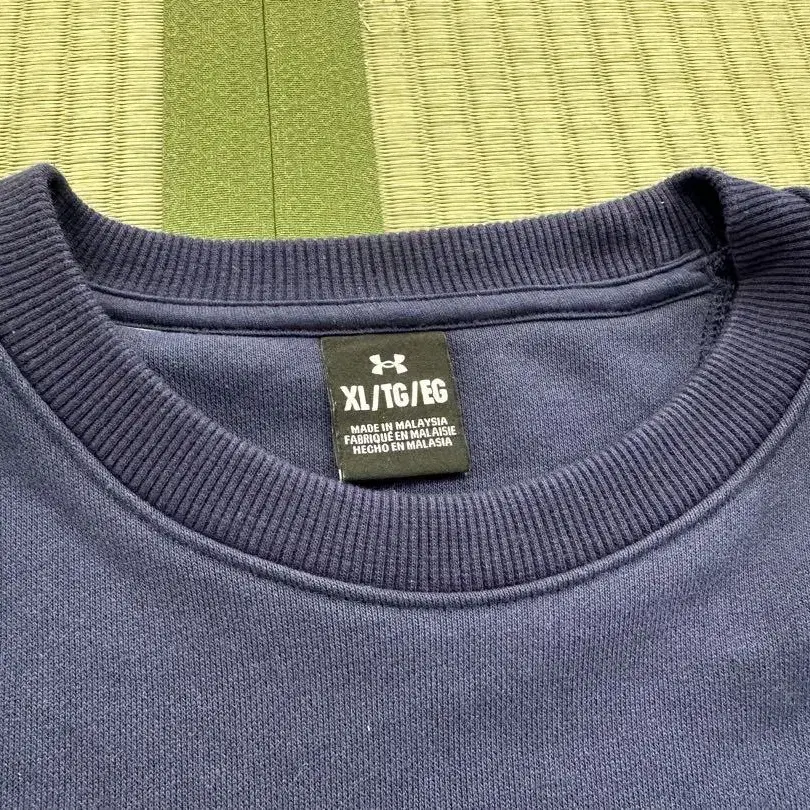 XL/TG/EG
MADE IN MALAYSIA
FABRIQUÉ EN MALAISIE
HECHO EN MALASIA